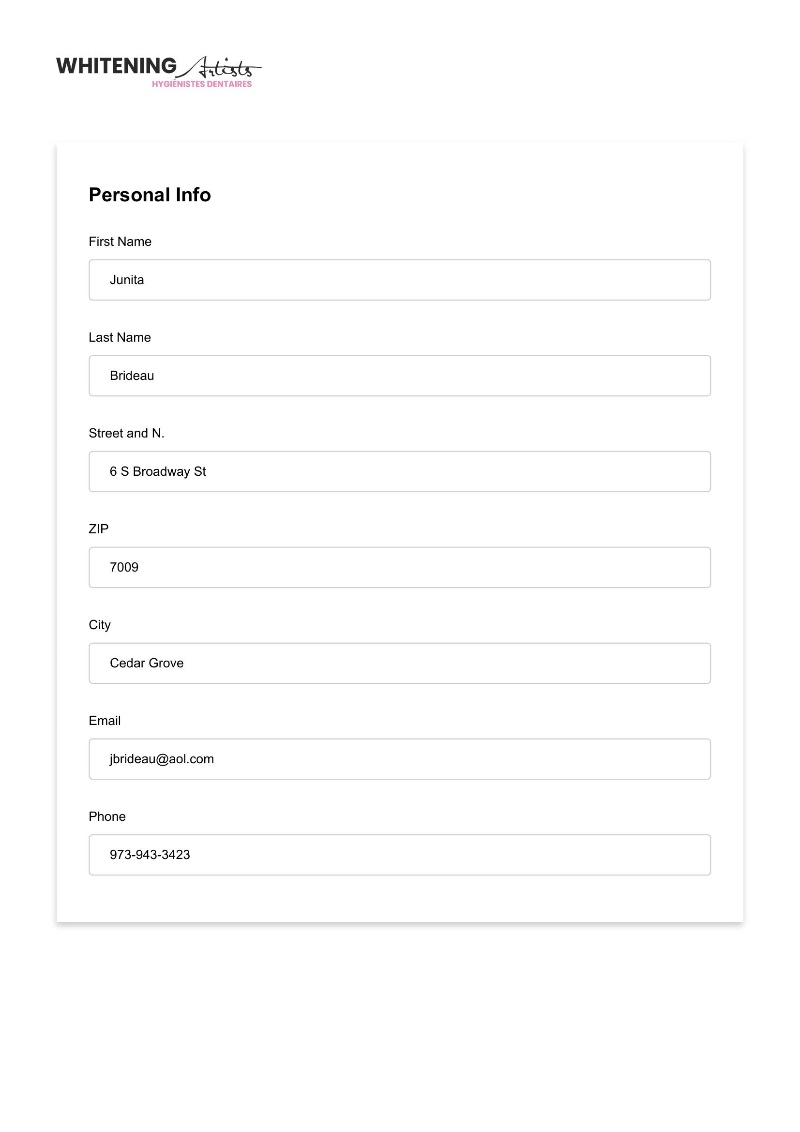 WHITENING Artists
HYGIÉNISTES DENTAIRES
Personal Info
First Name
Junita
Last Name
Brideau
Street and N.
6 S Broadway St
ZIP
7009
City
Cedar Grove
Email
jbrideau@aol.com
Phone
973-943-3423